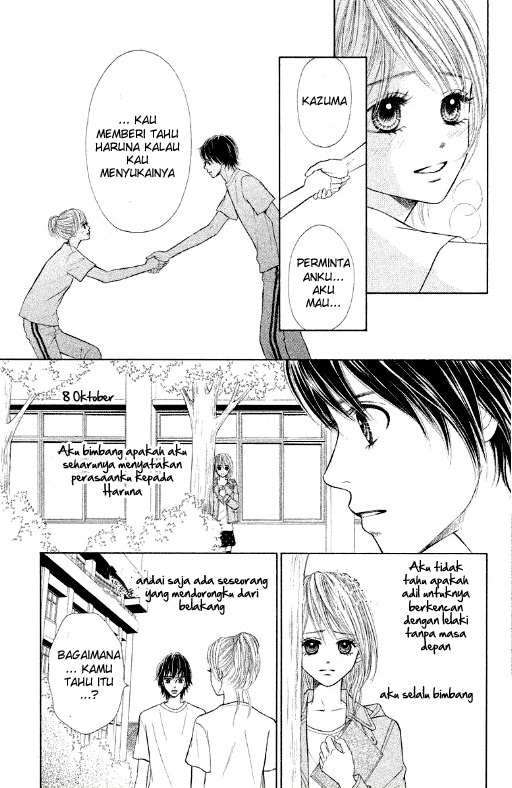 KAZUMA
PERMINTA
ANKU...
AKU
MAU...
... KAU
MEMBERI TAHU
HARUNA KALAU
KAU
MENYUKAINYA
8 Oktober
Aku bimbang apakah aku
seharunya menyatakan
perasaanku kepada
Haruna
Aku tidak
tahu apakah
adil untuknya
berkencan
dengan lelaki
tanpa masa
depan
aku selalu bimbang
andai saja ada seseorang
yang mendorongku dari
belakang
BAGAIMANA
... KAMU
TAHU ITU
...?